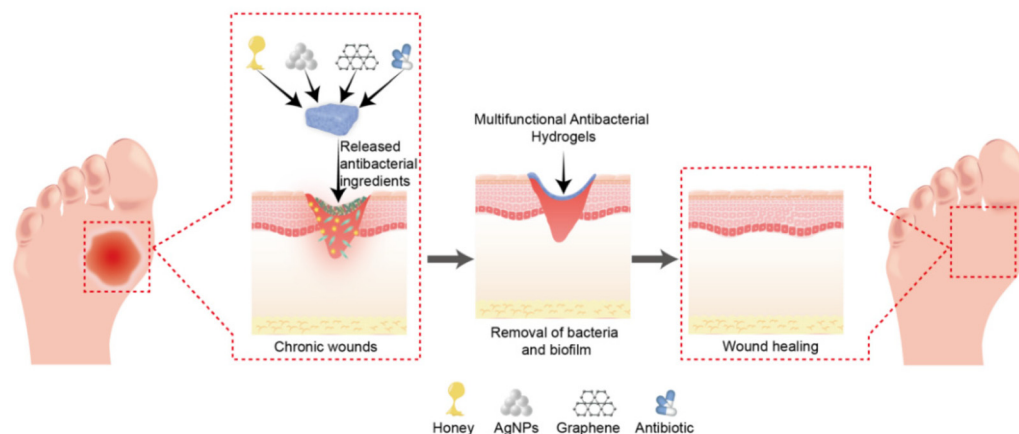 Released
antibacterial
ingredients
Chronic wounds
Multifunctional Antibacterial
Hydrogels
Removal of bacteria
and biofilm
Wound healing
Honey
AgNPs
Graphene
Antibiotic